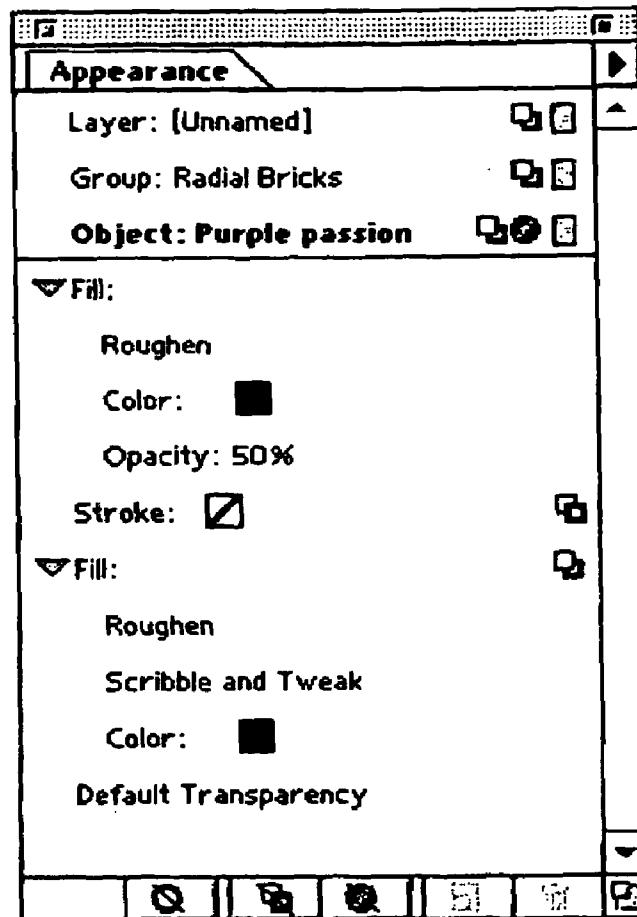 Appearance
Layer: [Unnamed]
Group: Radial Bricks
Object: Purple passion
Fill:
Roughen
Color:
Opacity: 50%
Stroke:
Fill:
Roughen
Scribble and Tweak
Color:
Default Transparency